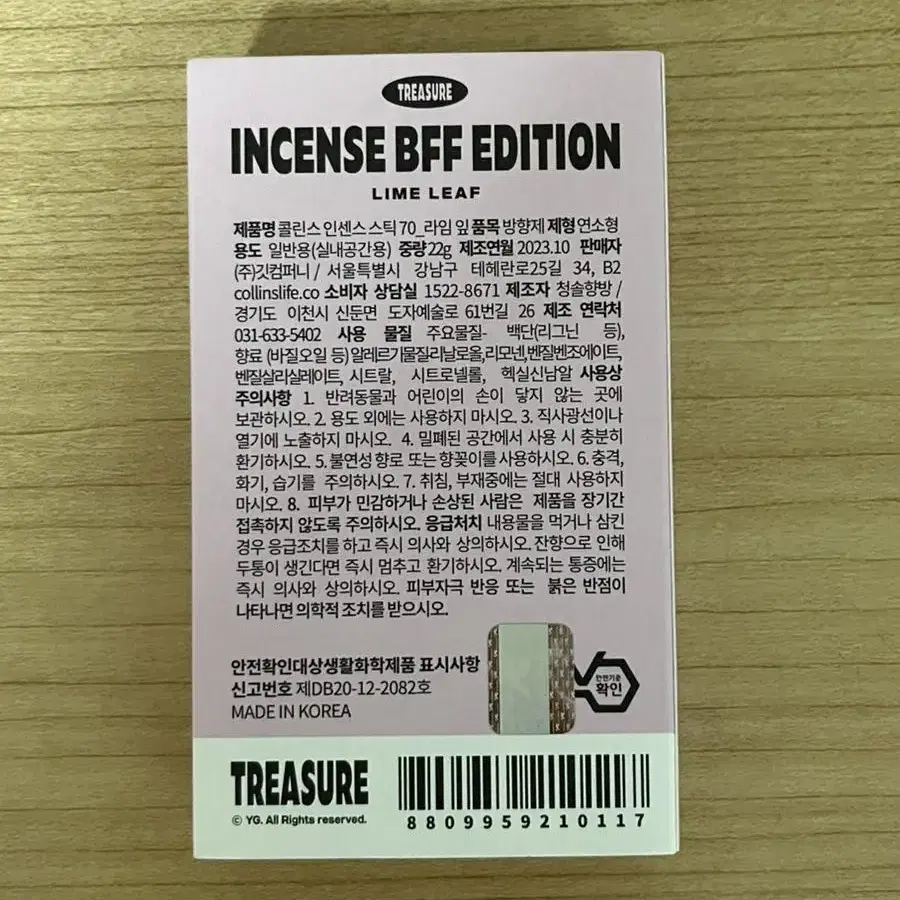 TREASURE
INCENSE BFF EDITION
LIME LEAF
제품명 콜린스 인센스 스틱 70_라임 잎 품목 방향제 제형 연소형
용도 일반용(실내공간용) 중량 22g 제조연월 2023.10 판매자
(주)깃컴퍼니 / 서울특별시 강남구 테헤란로25길 34, B2
collinslife.co 소비자 상담실 1522-8671 제조자 청솔향방 /
경기도 이천시 신둔면 도자예술로 61번길 26 제조 연락처
031-633-5402 사용 물질 주요물질- 백단(리그닌 등),
향료 (바질오일 등) 알레르기물질리날로올,리모넨,벤질벤조에이트,
벤질살리실레이트, 시트랄, 시트로넬롤, 헥실신남알 사용상
주의사항 1. 반려동물과 어린이의 손이 닿지 않는 곳에
보관하시오. 2. 용도 외에는 사용하지 마시오. 3. 직사광선이나
열기에 노출하지 마시오. 4. 밀폐된 공간에서 사용 시 충분히
환기하시오. 5. 불연성 향로 또는 향꽂이를 사용하시오. 6. 충격,
화기, 습기를 주의하시오. 7. 취침, 부재중에는 절대 사용하지
마시오. 8. 피부가 민감하거나 손상된 사람은 제품을 장기간
접촉하지 않도록 주의하시오. 응급처치 내용물을 먹거나 삼킨
경우 응급조치를 하고 즉시 의사와 상의하시오. 잔향으로 인해
두통이 생긴다면 즉시 멈추고 환기하시오. 계속되는 통증에는
즉시 의사와 상의하시오. 피부자극 반응 또는 붉은 반점이
나타나면 의학적 조치를 받으시오.
안전확인대상생활화학제품 표시사항
신고번호 제DB20-12-2082호
MADE IN KOREA
안전기준
확인
TREASURE
© YG. All Rights reserved.
8809959210117